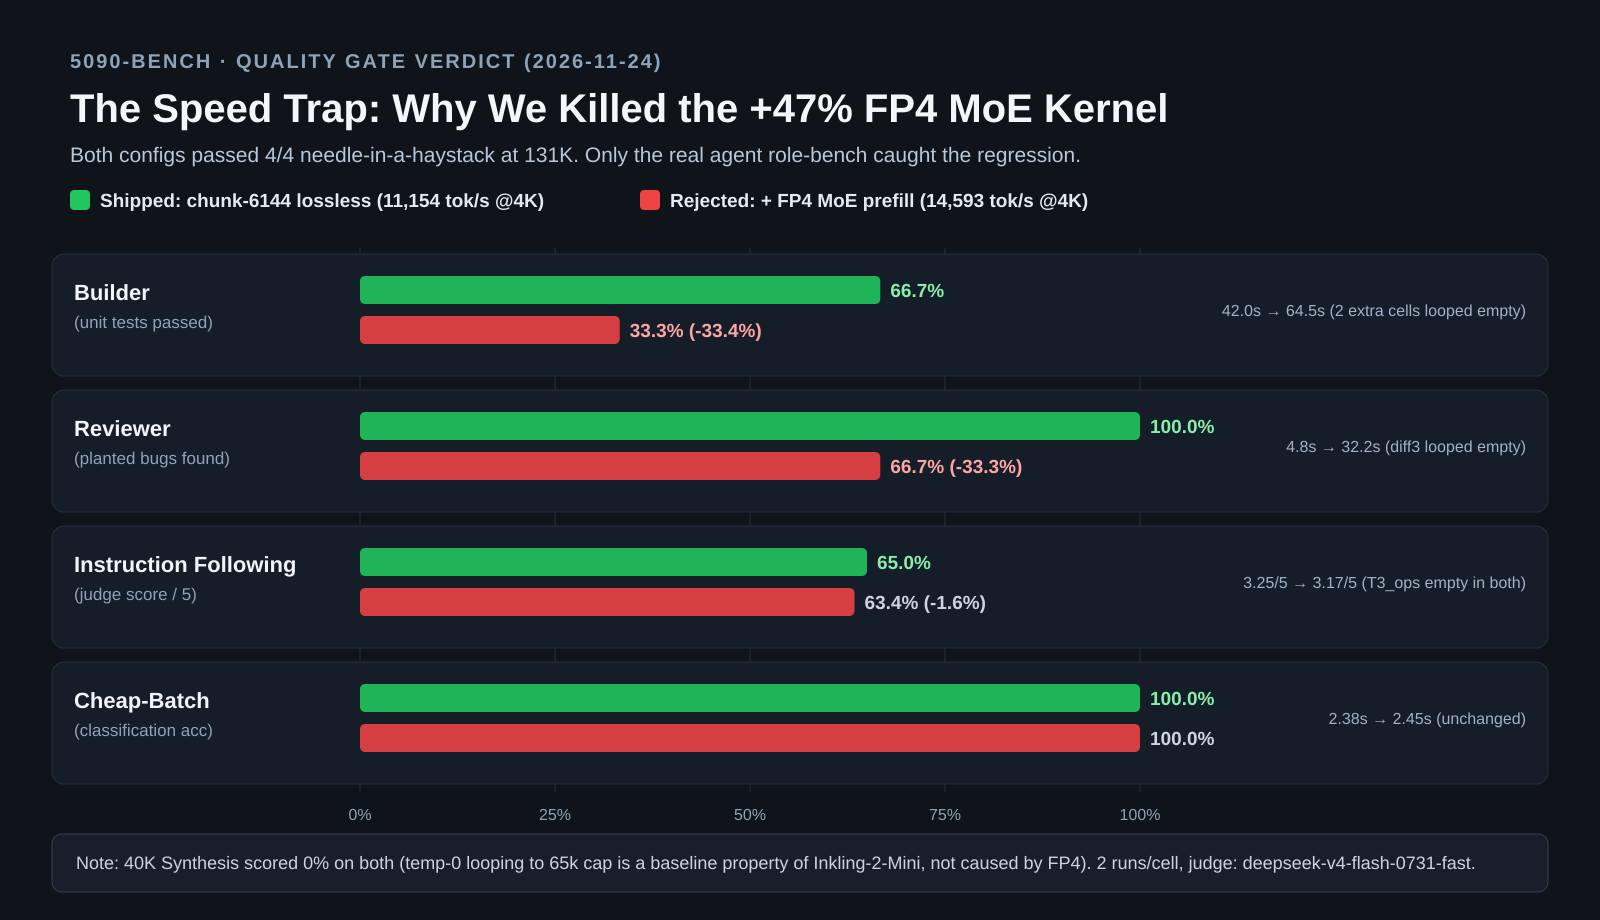 5090-BENCH · QUALITY GATE VERDICT (2026-11-24)
The Speed Trap: Why We Killed the +47% FP4 MoE Kernel
Both configs passed 4/4 needle-in-a-haystack at 131K. Only the real agent role-bench caught the regression.
Shipped: chunk-6144 lossless (11,154 tok/s @4K)
Rejected: + FP4 MoE prefill (14,593 tok/s @4K)
Builder
(unit tests passed)
66.7%
33.3% (-33.4%)
42.0s → 64.5s (2 extra cells looped empty)
Reviewer
(planted bugs found)
100.0%
66.7% (-33.3%)
4.8s → 32.2s (diff3 looped empty)
Instruction Following
(judge score / 5)
65.0%
63.4% (-1.6%)
3.25/5 → 3.17/5 (T3_ops empty in both)
Cheap-Batch
(classification acc)
100.0%
100.0%
2.38s → 2.45s (unchanged)
0% 25% 50% 75% 100%
Note: 40K Synthesis scored 0% on both (temp-0 looping to 65k cap is a baseline property of Inkling-2-Mini, not caused by FP4). 2 runs/cell, judge: deepseek-v4-flash-0731-fast.